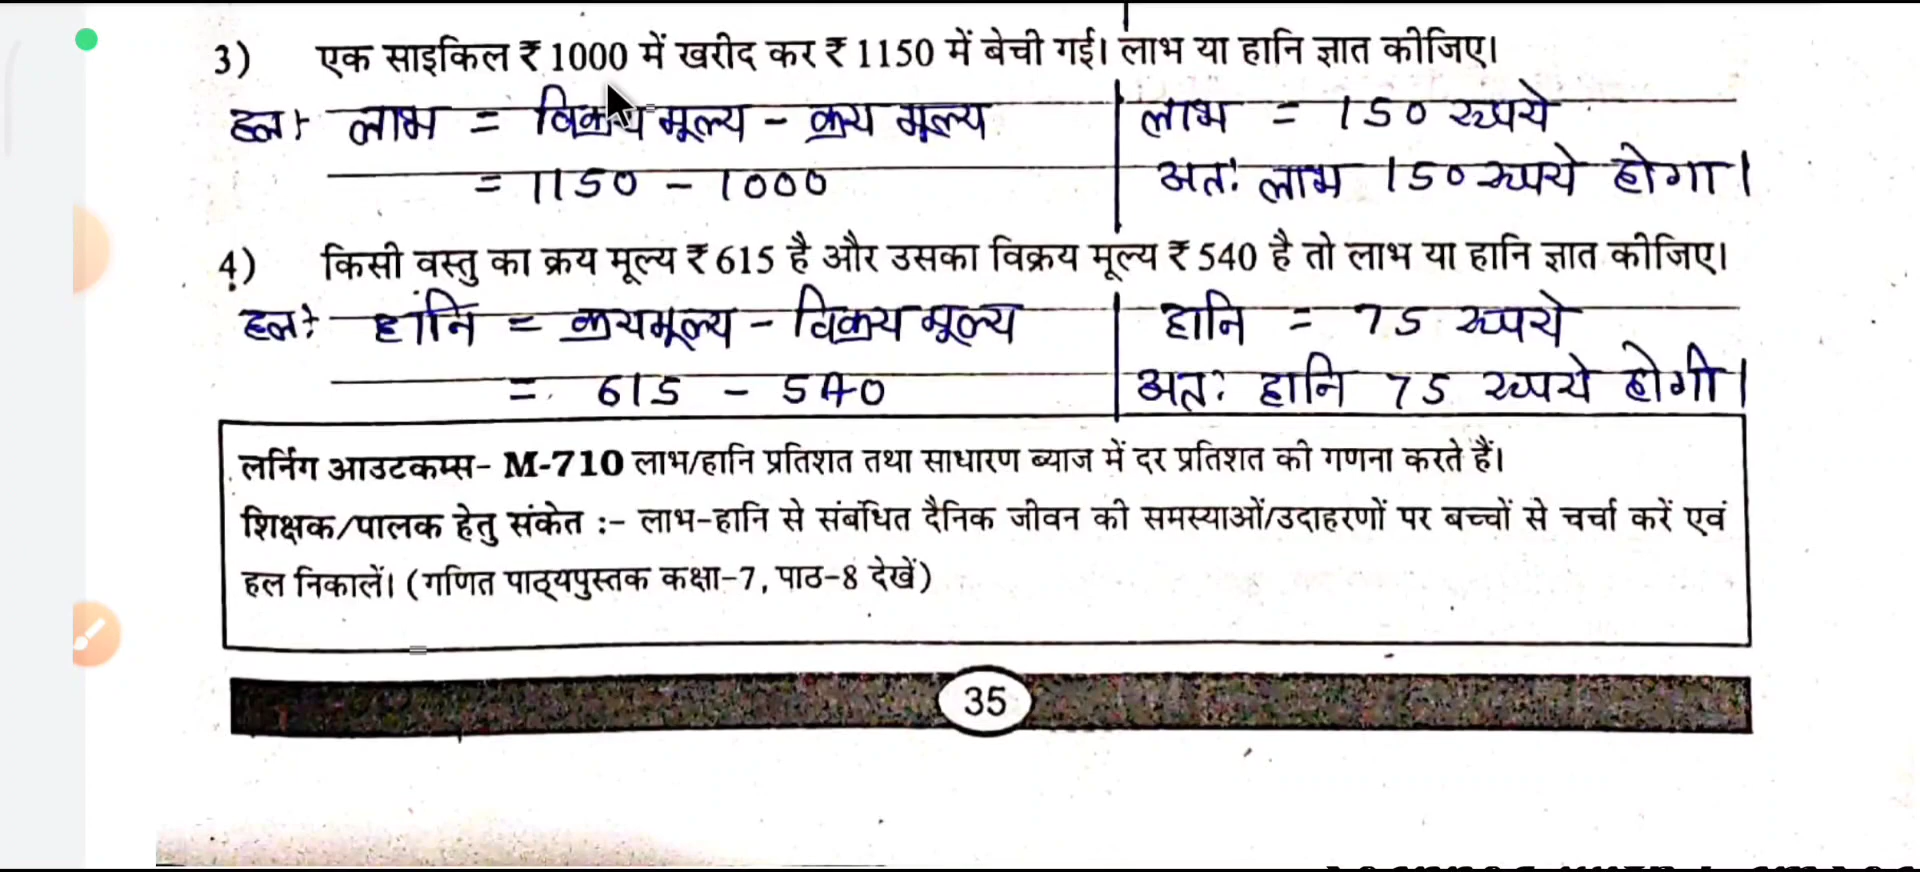 3) एक साइकिल ₹ 1000 में खरीद कर ₹ 1150 में बेची गई। लाभ या हानि ज्ञात कीजिए।
हलः लाभ = विक्रय मूल्य - क्रय मूल्य
= 1150 - 1000
लाभ = 150 रूपये
अतः लाभ 150 रूपये होगा।
4) किसी वस्तु का क्रय मूल्य ₹ 615 है और उसका विक्रय मूल्य ₹ 540 है तो लाभ या हानि ज्ञात कीजिए।
हलः हानि = क्रयमूल्य - विक्रय मूल्य
= 615 - 540
हानि = 75 रूपये
अतः हानि 75 रूपये होगी।
लर्निंग आउटकम्स- M-710 लाभ/हानि प्रतिशत तथा साधारण ब्याज में दर प्रतिशत की गणना करते हैं।
शिक्षक/पालक हेतु संकेत :- लाभ-हानि से संबंधित दैनिक जीवन की समस्याओं/उदाहरणों पर बच्चों से चर्चा करें एवं
हल निकालें। (गणित पाठ्यपुस्तक कक्षा-7, पाठ-8 देखें)
35